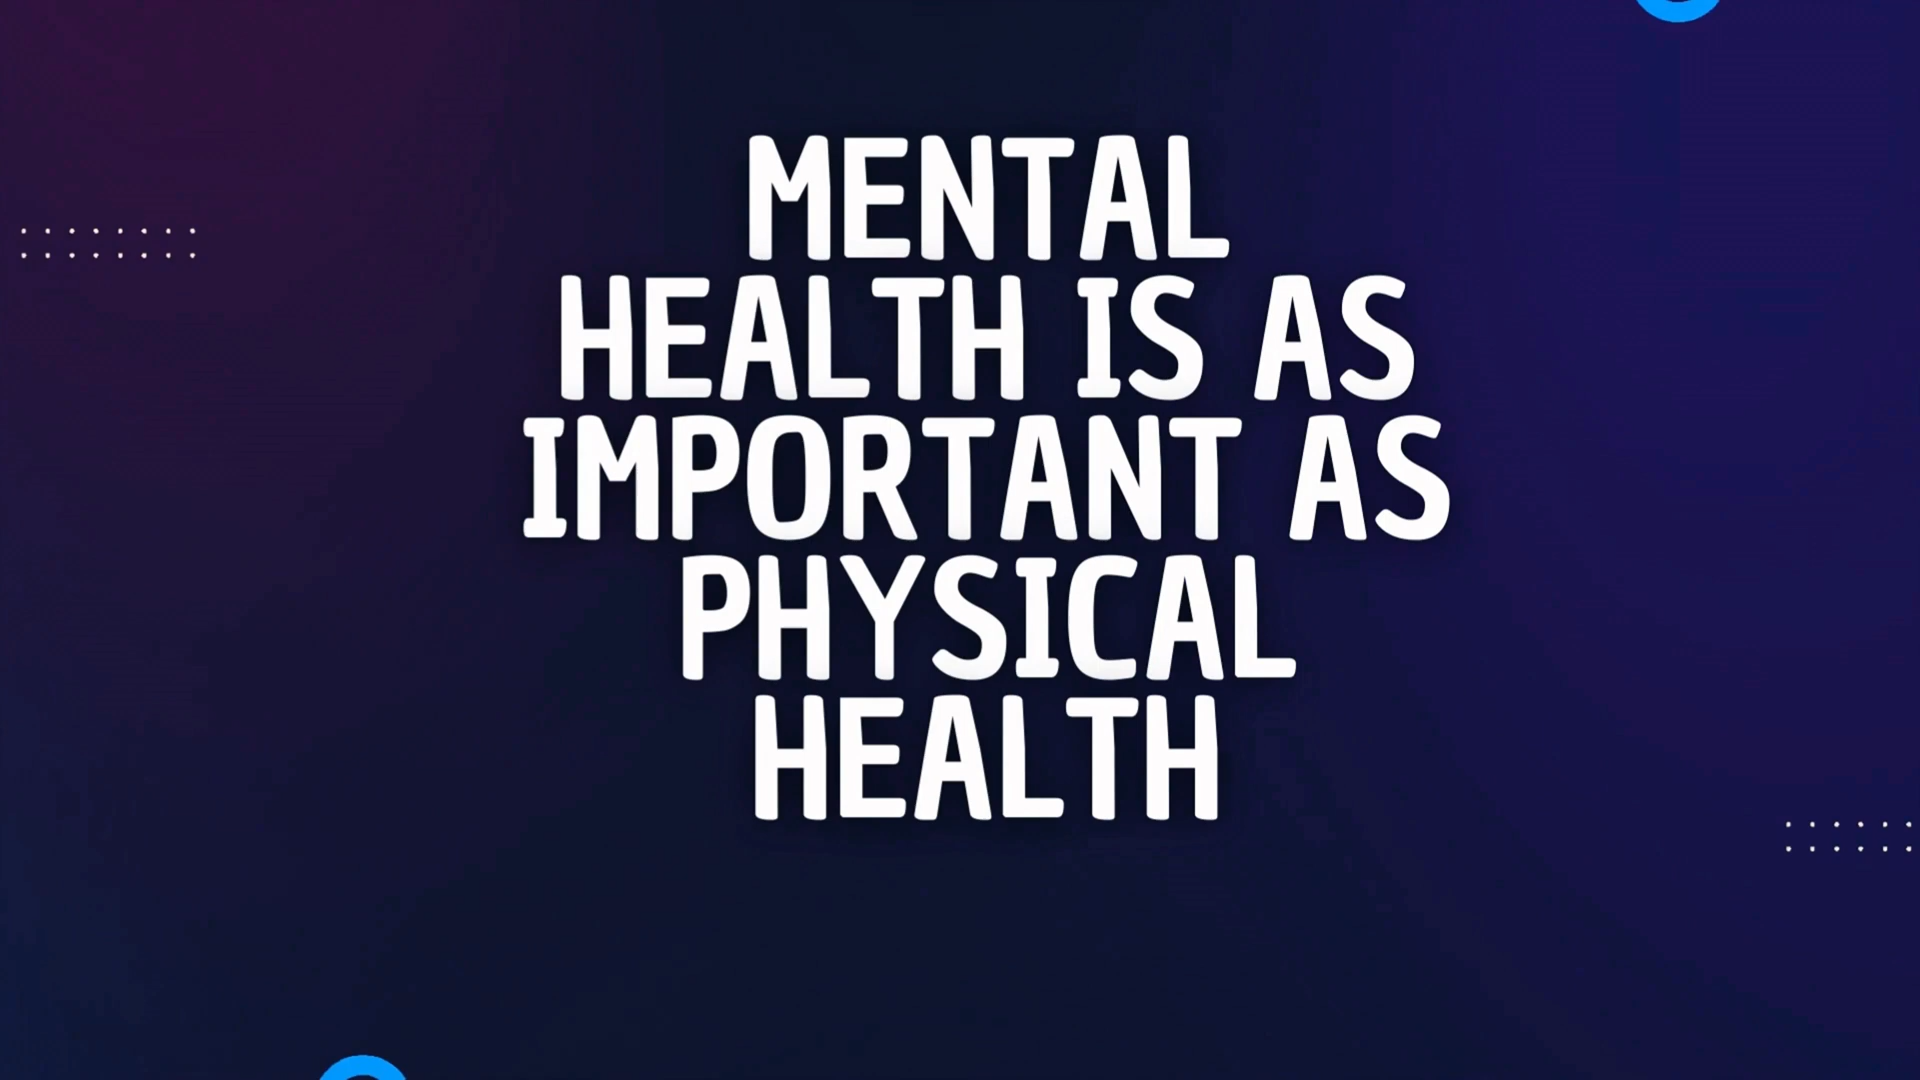 MENTAL
HEALTH IS AS
IMPORTANT AS
PHYSICAL
HEALTH